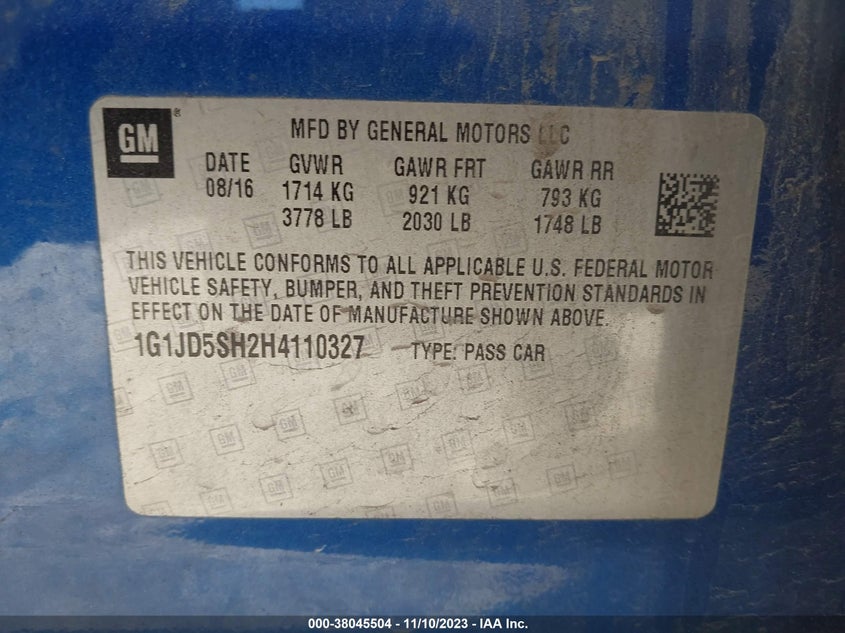 GM
MFD BY GENERAL MOTORS LLC
DATE GVWR GAWR FRT GAWR RR
08/16 1714 KG 921 KG 793 KG
3778 LB 2030 LB 1748 LB
THIS VEHICLE CONFORMS TO ALL APPLICABLE U.S. FEDERAL MOTOR
VEHICLE SAFETY, BUMPER, AND THEFT PREVENTION STANDARDS IN
EFFECT ON THE DATE OF MANUFACTURE SHOWN ABOVE.
1G1JD5SH2H4110327 TYPE: PASS CAR
000-38045504 - 11/10/2023 - IAA Inc.